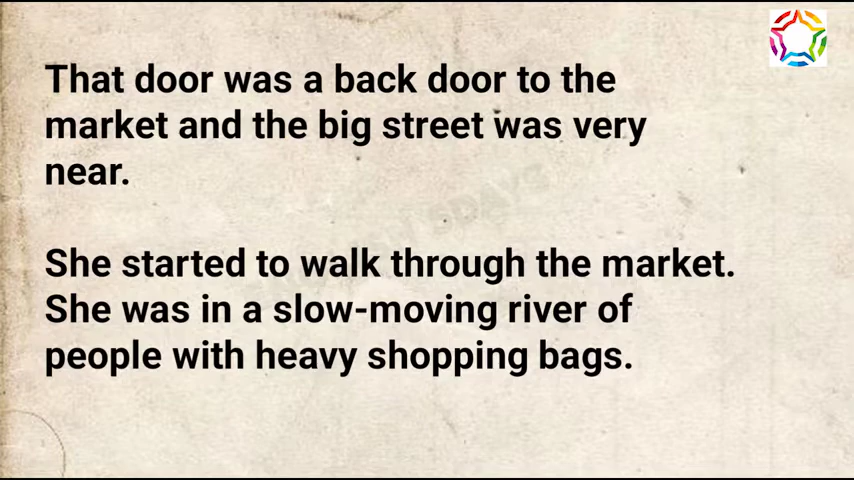 That door was a back door to the
market and the big street was very
near.
She started to walk through the market.
She was in a slow-moving river of
people with heavy shopping bags.